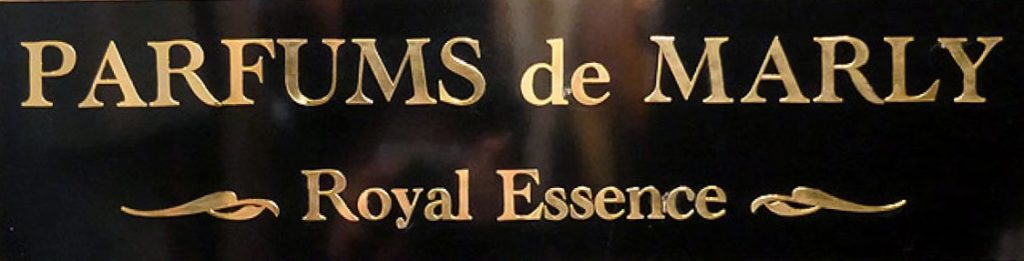 PARFUMS de MARLY
Royal Essence